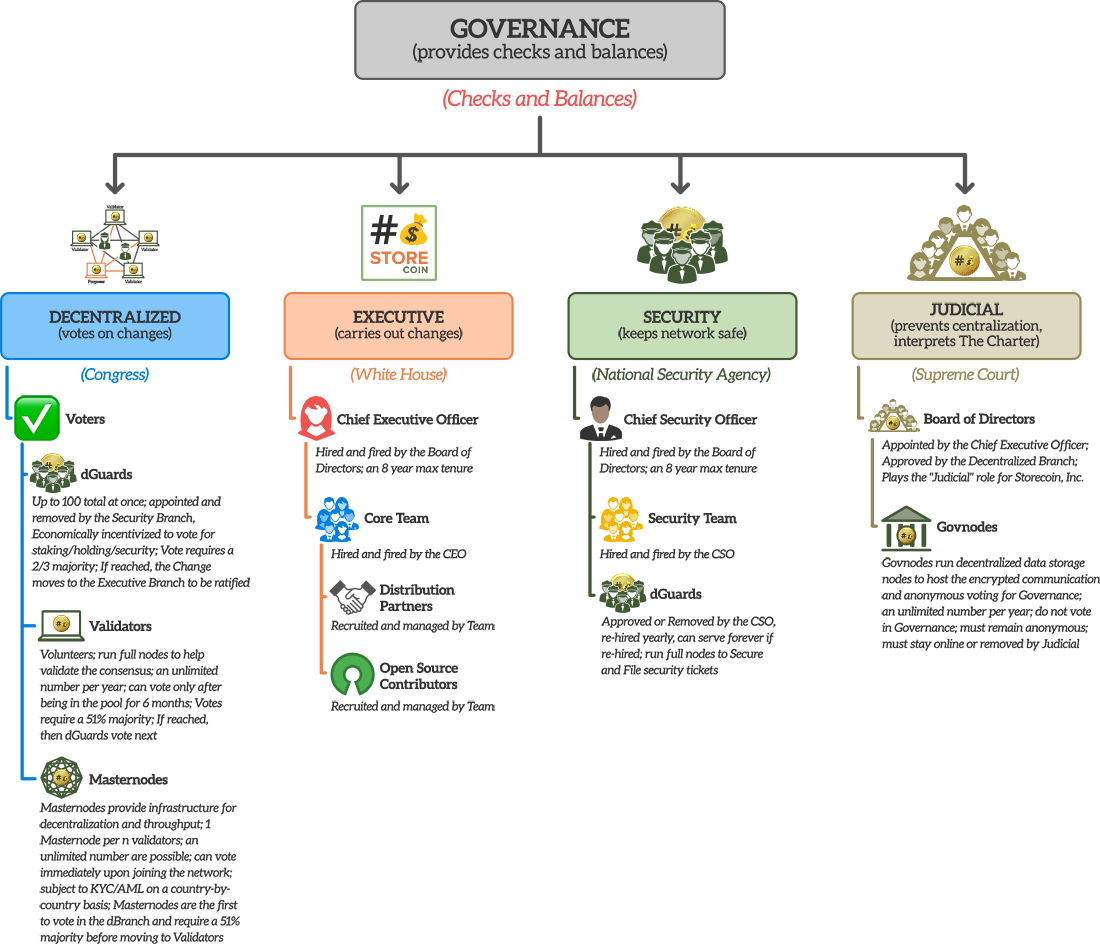 GOVERNANCE
(provides checks and balances)
(Checks and Balances)
Validator
Validator
Validator
Proposer
Validator
#$
STORE
COIN
DECENTRALIZED
(votes on changes)
(Congress)
Voters
dGuards
Up to 100 total at once; appointed and
removed by the Security Branch,
Economically incentivized to vote for
staking/holding/security; Vote requires a
2/3 majority; If reached, the Change
moves to the Executive Branch to be ratified
Validators
Volunteers; run full nodes to help
validate the consensus; an unlimited
number per year; can vote only after
being in the pool for 6 months; Votes
require a 51% majority; If reached,
then dGuards vote next
Masternodes
Masternodes provide infrastructure for
decentralization and throughput; 1
Masternode per n validators; an
unlimited number are possible; can vote
immediately upon joining the network;
subject to KYC/AML on a country-by-
country basis; Masternodes are the first
to vote in the dBranch and require a 51%
majority before moving to Validators
EXECUTIVE
(carries out changes)
(White House)
Chief Executive Officer
Hired and fired by the Board of
Directors; an 8 year max tenure
Core Team
Hired and fired by the CEO
Distribution
Partners
Recruited and managed by Team
Open Source
Contributors
Recruited and managed by Team
SECURITY
(keeps network safe)
(National Security Agency)
Chief Security Officer
Hired and fired by the Board of
Directors; an 8 year max tenure
Security Team
Hired and fired by the CSO
dGuards
Approved or Removed by the CSO,
re-hired yearly, can serve forever if
re-hired; run full nodes to Secure
and File security tickets
JUDICIAL
(prevents centralization,
interprets The Charter)
(Supreme Court)
Board of Directors
Appointed by the Chief Executive Officer;
Approved by the Decentralized Branch;
Plays the "Judicial" role for Storecoin, Inc.
Govnodes
Govnodes run decentralized data storage
nodes to host the encrypted communication
and anonymous voting for Governance;
an unlimited number per year; do not vote
in Governance; must remain anonymous;
must stay online or removed by Judicial